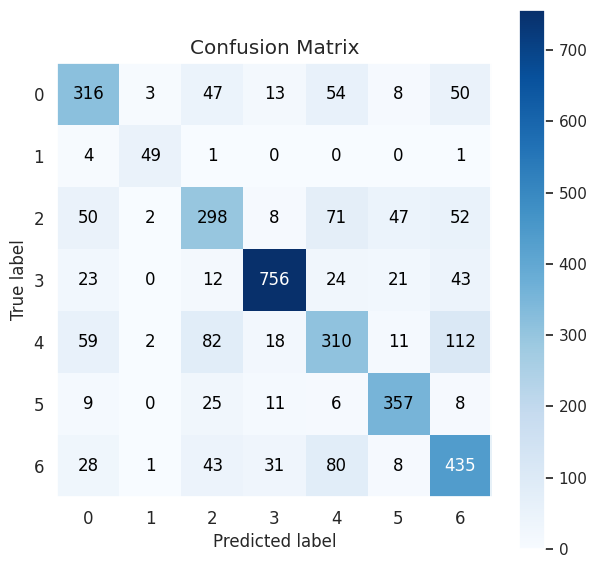 Confusion Matrix
0 316 3 47 13 54 8 50
1 4 49 1 0 0 0 1
2 50 2 298 8 71 47 52
3 23 0 12 756 24 21 43
4 59 2 82 18 310 11 112
5 9 0 25 11 6 357 8
6 28 1 43 31 80 8 435
0 1 2 3 4 5 6
True label
Predicted label
700
600
500
400
300
200
100
0